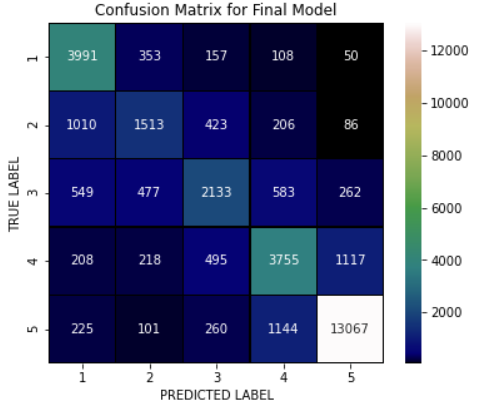 Confusion Matrix for Final Model
1 3991 353 157 108 50
2 1010 1513 423 206 86
3 549 477 2133 583 262
4 208 218 495 3755 1117
5 225 101 260 1144 13067
1 2 3 4 5
TRUE LABEL
PREDICTED LABEL
12000
10000
8000
6000
4000
2000